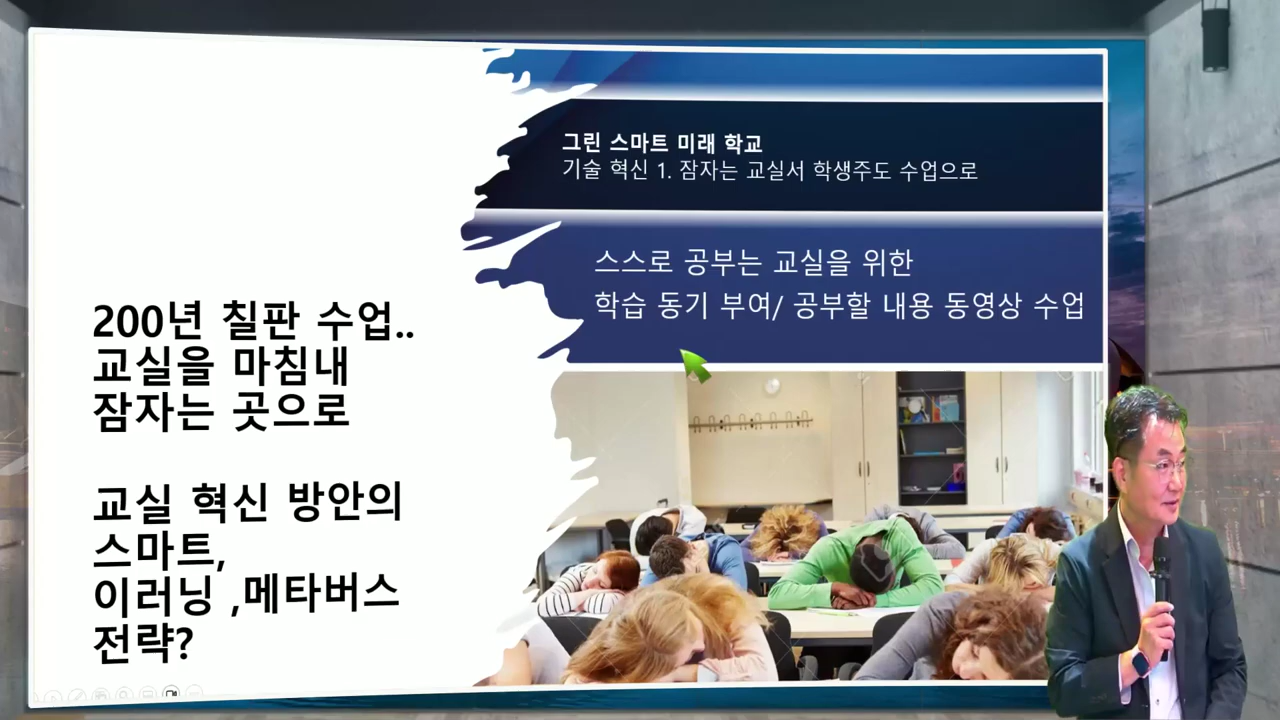 200년 칠판 수업..
교실을 마침내
잠자는 곳으로
교실 혁신 방안의
스마트,
이러닝 ,메타버스
전략?
그린 스마트 미래 학교
기술 혁신 1. 잠자는 교실서 학생주도 수업으로
스스로 공부는 교실을 위한
학습 동기 부여/ 공부할 내용 동영상 수업